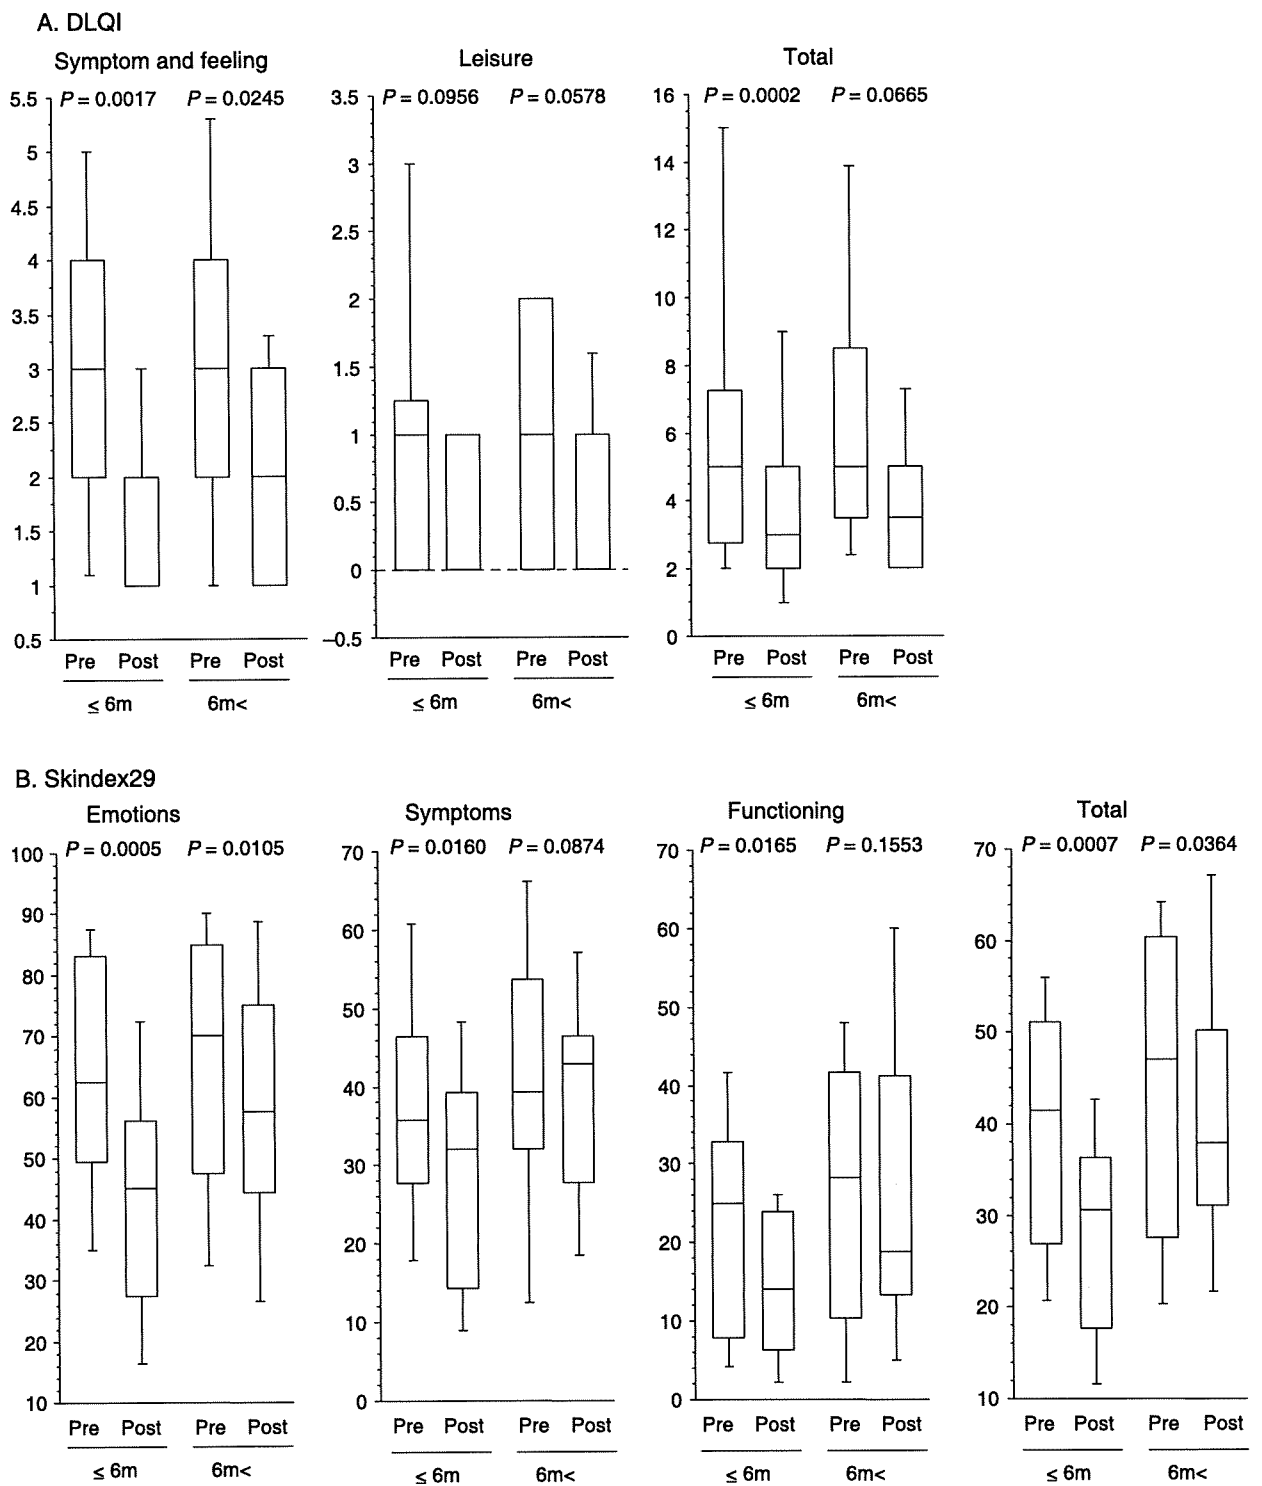 A. DLQI
Symptom and feeling
P = 0.0017 P = 0.0245
5.5
5
4.5
4
3.5
3
2.5
2
1.5
1
0.5
Pre Post Pre Post
≤ 6m 6m<
Leisure
P = 0.0956 P = 0.0578
3.5
3
2.5
2
1.5
1
0.5
0
–0.5
Pre Post Pre Post
≤ 6m 6m<
Total
P = 0.0002 P = 0.0665
16
14
12
10
8
6
4
2
0
Pre Post Pre Post
≤ 6m 6m<
B. Skindex29
Emotions
P = 0.0005 P = 0.0105
100
90
80
70
60
50
40
30
20
10
Pre Post Pre Post
≤ 6m 6m<
Symptoms
P = 0.0160 P = 0.0874
70
60
50
40
30
20
10
0
Pre Post Pre Post
≤ 6m 6m<
Functioning
P = 0.0165 P = 0.1553
70
60
50
40
30
20
10
0
Pre Post Pre Post
≤ 6m 6m<
Total
P = 0.0007 P = 0.0364
70
60
50
40
30
20
10
Pre Post Pre Post
≤ 6m 6m<